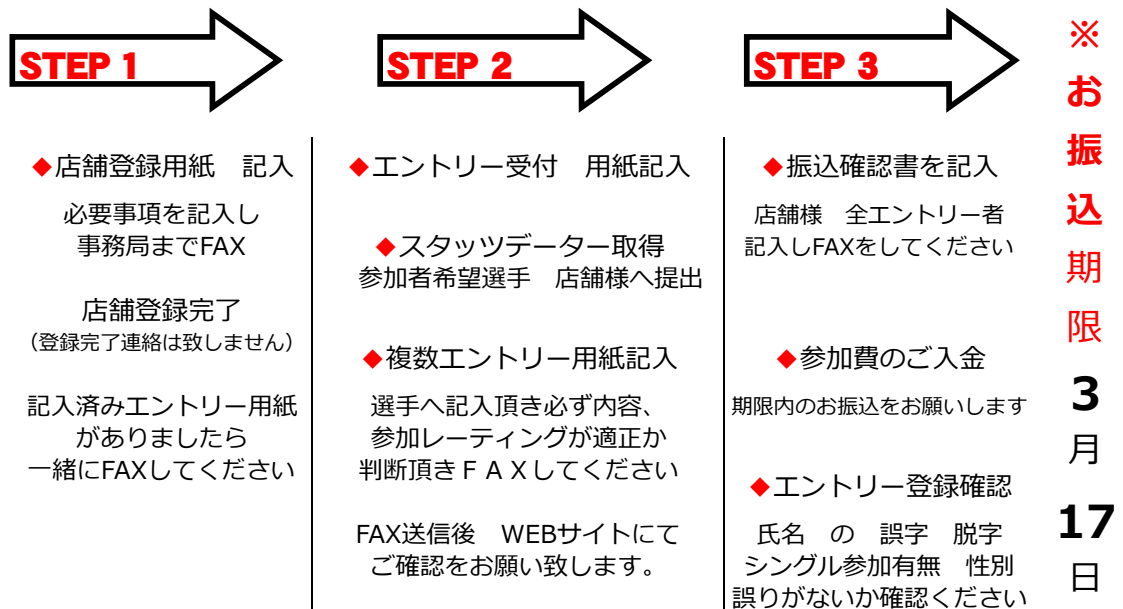 STEP 1
◆店舗登録用紙　記入
必要事項を記入し
事務局までFAX
店舗登録完了
（登録完了連絡は致しません）
記入済みエントリー用紙
がありましたら
一緒にFAXしてください
STEP 2
◆エントリー受付　用紙記入
◆スタッツデーター取得
参加者希望選手　店舗様へ提出
◆複数エントリー用紙記入
選手へ記入頂き必ず内容、
参加レーティングが適正か
判断頂きＦＡＸしてください
FAX送信後　WEBサイトにて
ご確認をお願い致します。
STEP 3
◆振込確認書を記入
店舗様　全エントリー者
記入しFAXをしてください
◆参加費のご入金
期限内のお振込をお願いします
◆エントリー登録確認
氏名　の　誤字　脱字
シングル参加有無　性別
誤りがないか確認ください
※お振込期限3月17日